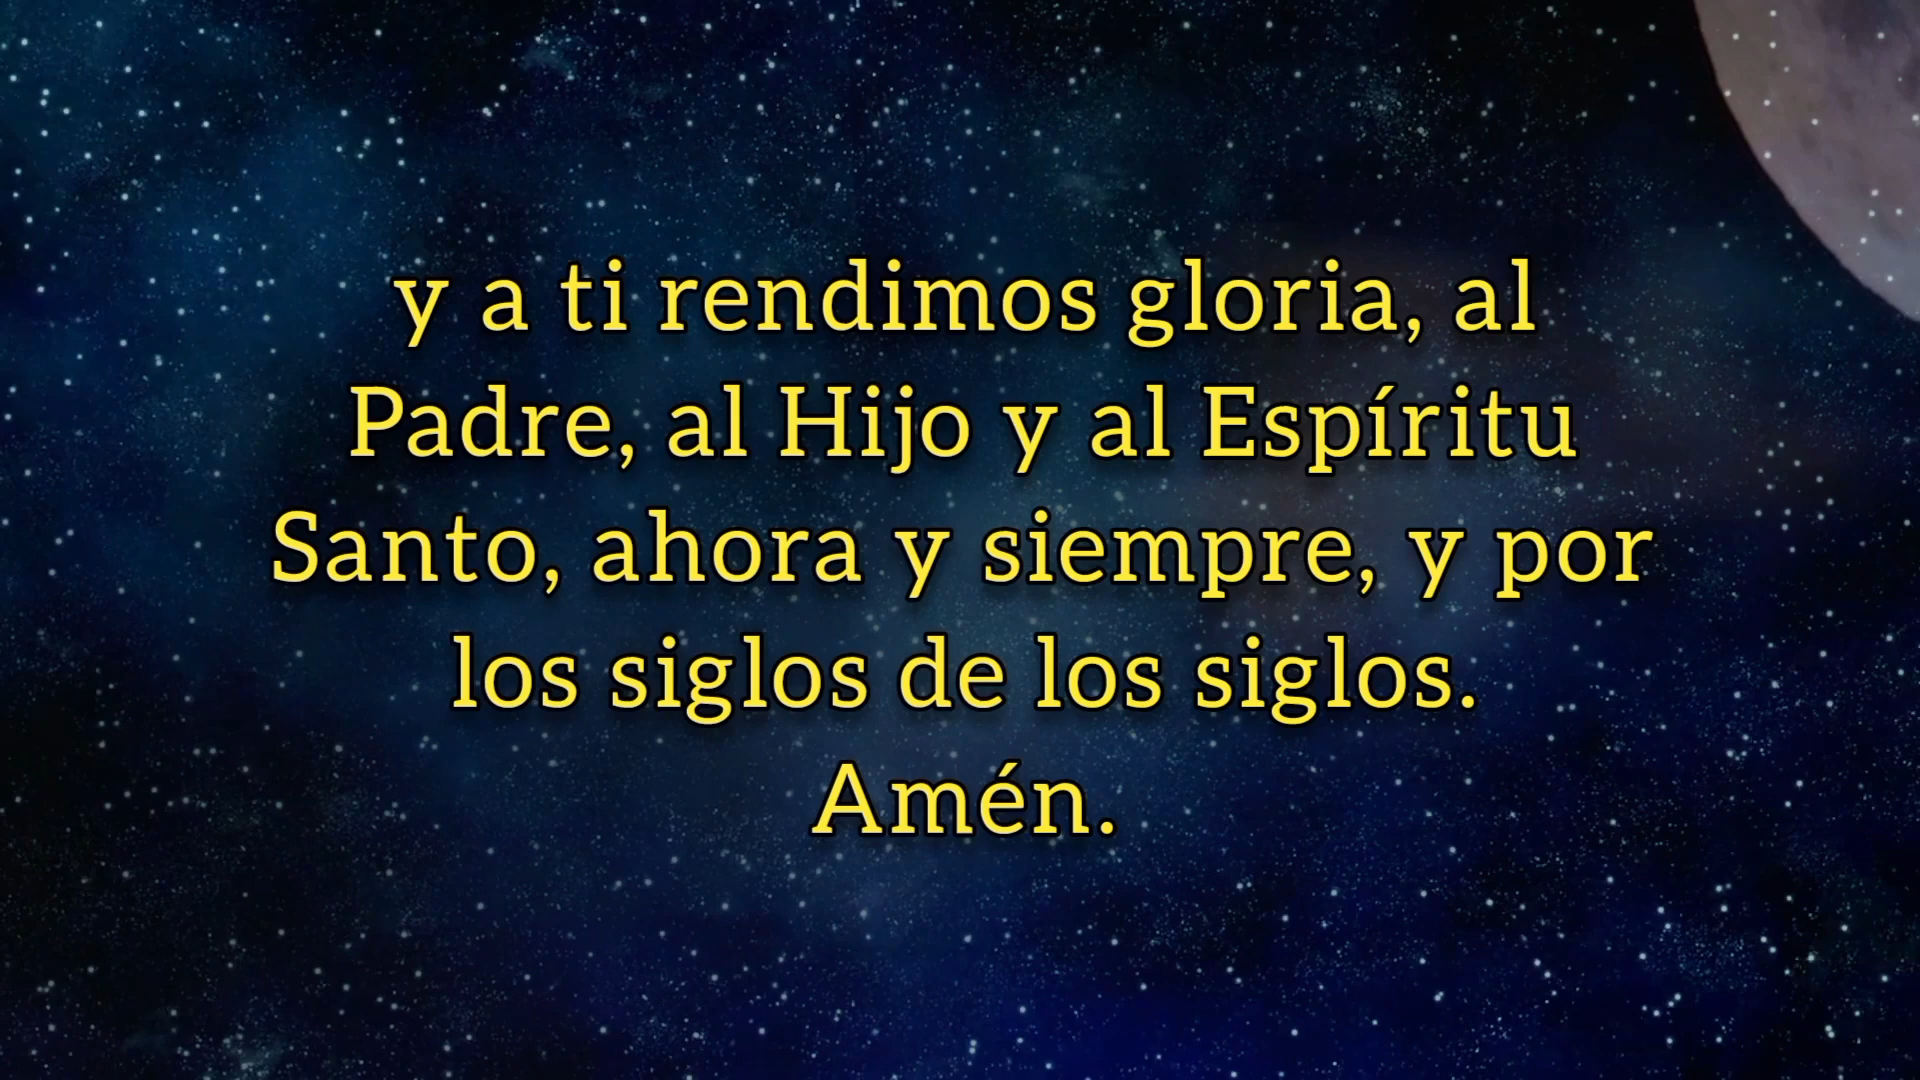 y a ti rendimos gloria, al
Padre, al Hijo y al Espíritu
Santo, ahora y siempre, y por
los siglos de los siglos.
Amén.